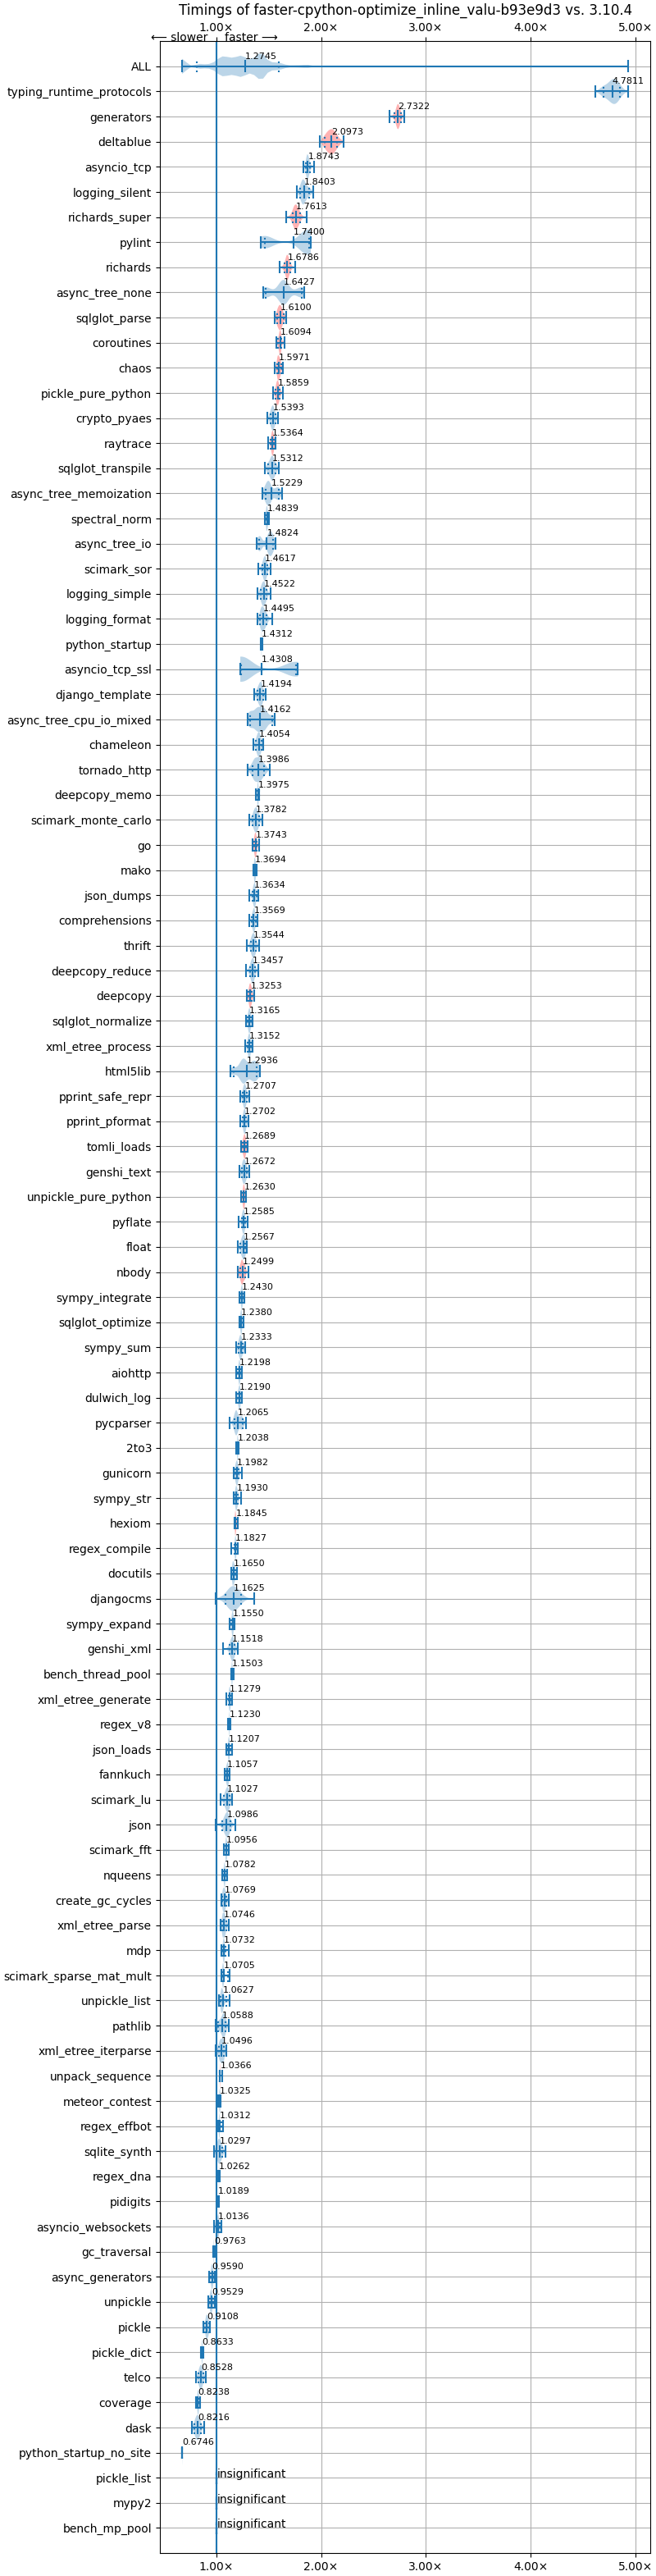 Timings of faster-cpython-optimize_inline_valu-b93e9d3 vs. 3.10.4
1.00× 2.00× 3.00× 4.00× 5.00×
⟵ slower faster ⟶
ALL 1.2745
typing_runtime_protocols 4.7811
generators 2.7322
deltablue 2.0973
asyncio_tcp 1.8743
logging_silent 1.8403
richards_super 1.7613
pylint 1.7400
richards 1.6786
async_tree_none 1.6427
sqlglot_parse 1.6100
coroutines 1.6094
chaos 1.5971
pickle_pure_python 1.5859
crypto_pyaes 1.5393
raytrace 1.5364
sqlglot_transpile 1.5312
async_tree_memoization 1.5229
spectral_norm 1.4839
async_tree_io 1.4824
scimark_sor 1.4617
logging_simple 1.4522
logging_format 1.4495
python_startup 1.4312
asyncio_tcp_ssl 1.4308
django_template 1.4194
async_tree_cpu_io_mixed 1.4162
chameleon 1.4054
tornado_http 1.3986
deepcopy_memo 1.3975
scimark_monte_carlo 1.3782
go 1.3743
mako 1.3694
json_dumps 1.3634
comprehensions 1.3569
thrift 1.3544
deepcopy_reduce 1.3457
deepcopy 1.3253
sqlglot_normalize 1.3165
xml_etree_process 1.3152
html5lib 1.2936
pprint_safe_repr 1.2707
pprint_pformat 1.2702
tomli_loads 1.2689
genshi_text 1.2672
unpickle_pure_python 1.2630
pyflate 1.2585
float 1.2567
nbody 1.2499
sympy_integrate 1.2430
sqlglot_optimize 1.2380
sympy_sum 1.2333
aiohttp 1.2198
dulwich_log 1.2190
pycparser 1.2065
2to3 1.2038
gunicorn 1.1982
sympy_str 1.1930
hexiom 1.1845
regex_compile 1.1827
docutils 1.1650
djangocms 1.1625
sympy_expand 1.1550
genshi_xml 1.1518
bench_thread_pool 1.1503
xml_etree_generate 1.1279
regex_v8 1.1230
json_loads 1.1207
fannkuch 1.1057
scimark_lu 1.1027
json 1.0986
scimark_fft 1.0956
nqueens 1.0782
create_gc_cycles 1.0769
xml_etree_parse 1.0746
mdp 1.0732
scimark_sparse_mat_mult 1.0705
unpickle_list 1.0627
pathlib 1.0588
xml_etree_iterparse 1.0496
unpack_sequence 1.0366
meteor_contest 1.0325
regex_effbot 1.0312
sqlite_synth 1.0297
regex_dna 1.0262
pidigits 1.0189
asyncio_websockets 1.0136
gc_traversal 0.9763
async_generators 0.9590
unpickle 0.9529
pickle 0.9108
pickle_dict 0.8633
telco 0.8528
coverage 0.8238
dask 0.8216
python_startup_no_site 0.6746
pickle_list insignificant
mypy2 insignificant
bench_mp_pool insignificant
1.00× 2.00× 3.00× 4.00× 5.00×